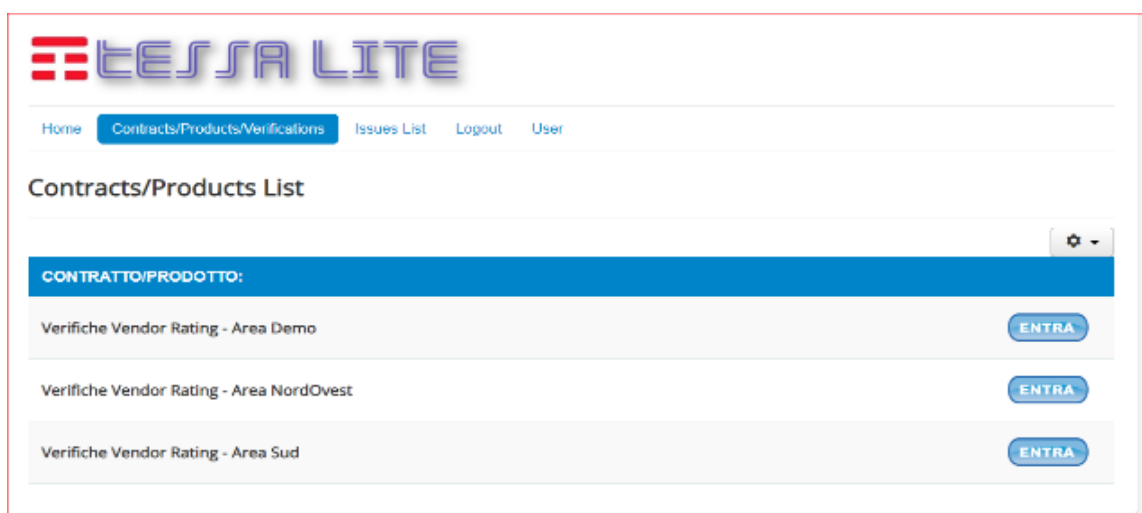 TESSA LITE
Home Contracts/Products/Verifications Issues List Logout User
Contracts/Products List
CONTRATTO/PRODOTTO:
Verifiche Vendor Rating - Area Demo ENTRA
Verifiche Vendor Rating - Area NordOvest ENTRA
Verifiche Vendor Rating - Area Sud ENTRA